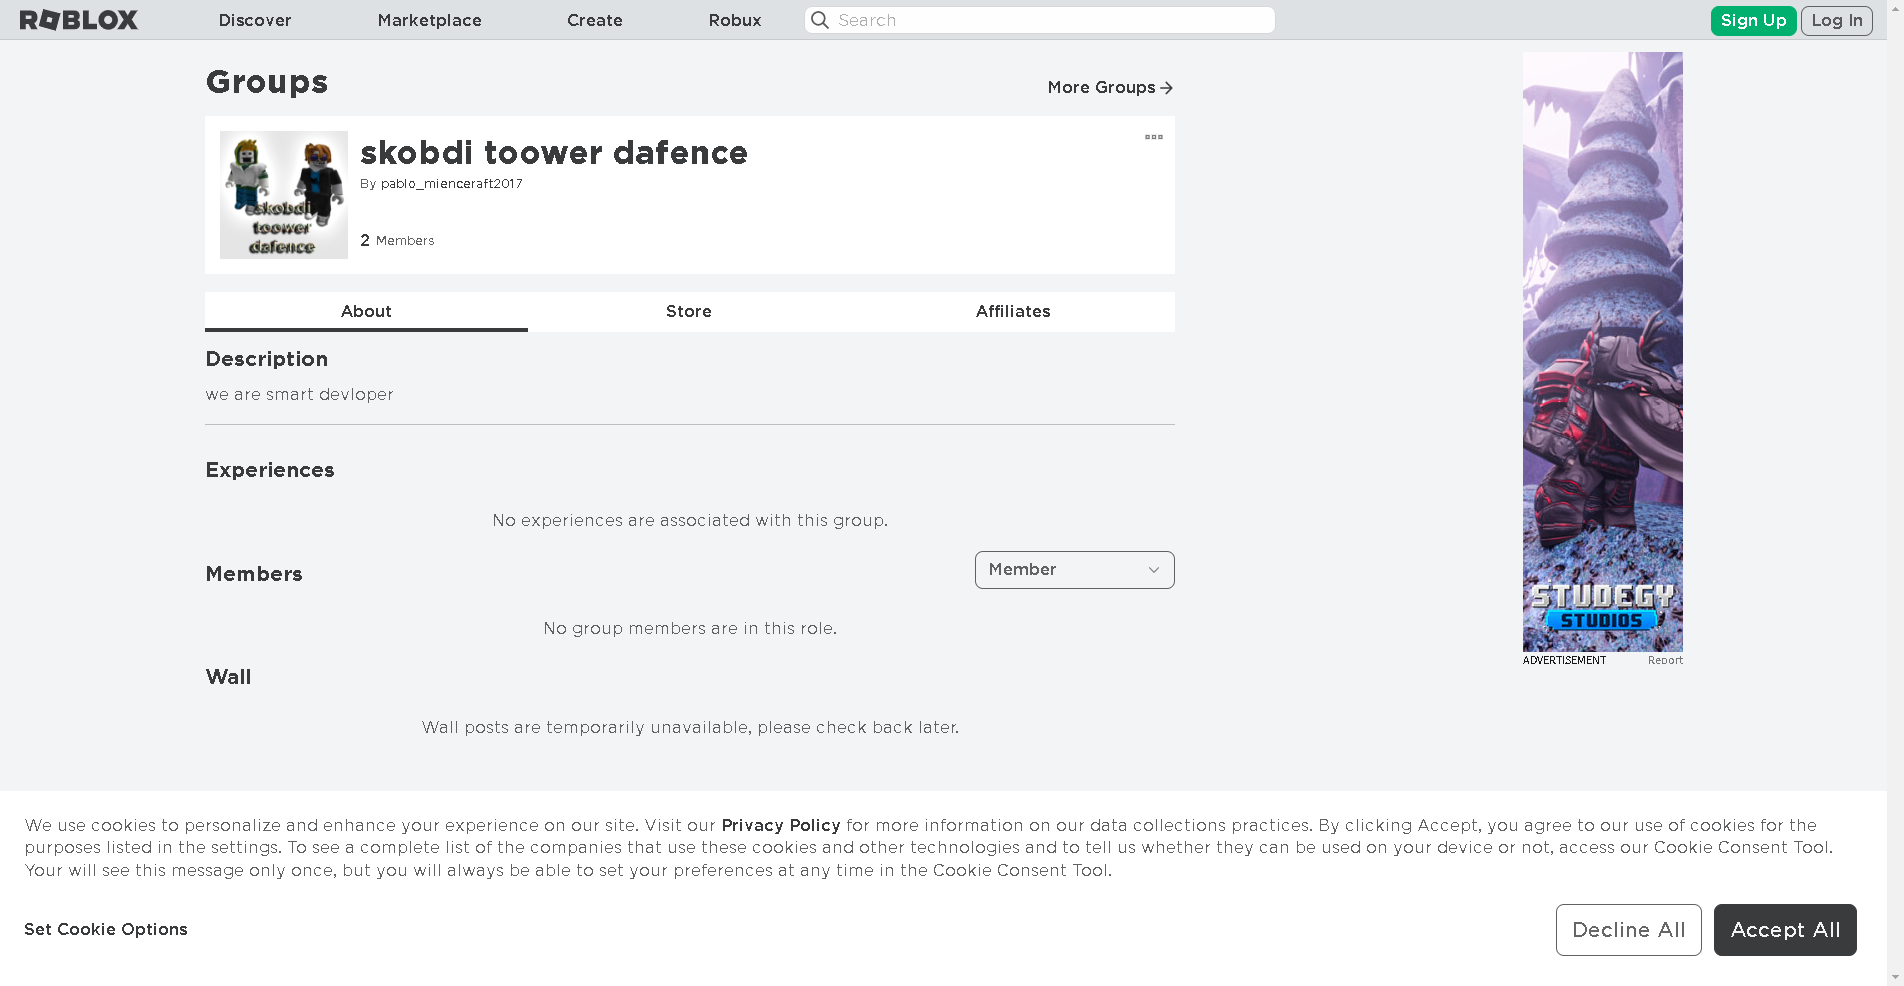 ROBLOX
Discover
Marketplace
Create
Robux
Search
Sign Up
Log In
Groups
More Groups
skobdi toower dafence
By pablo_mienceraft2017
skobdi
toower
dafence
2 Members
About
Store
Affiliates
Description
we are smart devloper
Experiences
No experiences are associated with this group.
Members
Member
No group members are in this role.
Wall
Wall posts are temporarily unavailable, please check back later.
STUDEGY
STUDIOS
ADVERTISEMENT
Report
We use cookies to personalize and enhance your experience on our site. Visit our Privacy Policy for more information on our data collections practices. By clicking Accept, you agree to our use of cookies for the
purposes listed in the settings. To see a complete list of the companies that use these cookies and other technologies and to tell us whether they can be used on your device or not, access our Cookie Consent Tool.
Your will see this message only once, but you will always be able to set your preferences at any time in the Cookie Consent Tool.
Set Cookie Options
Decline All
Accept All